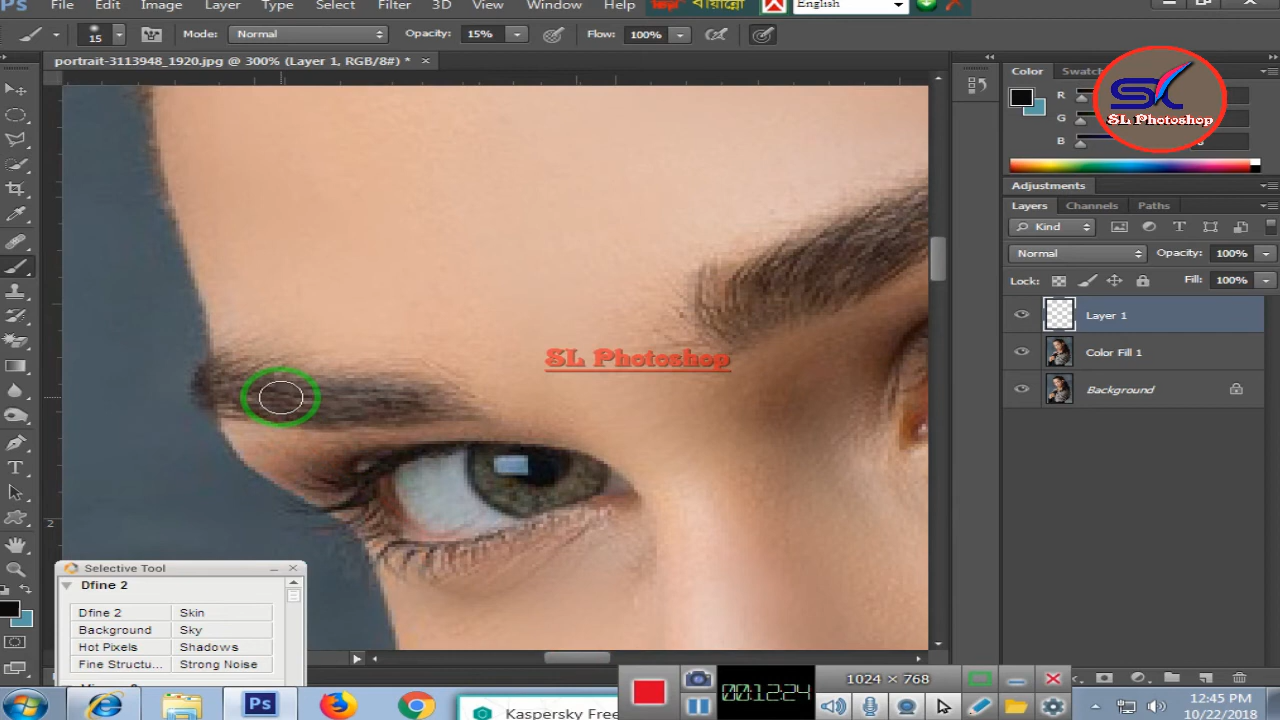 Ps File Edit Image Layer Type Select Filter 3D View Window Help
English
15 Mode: Normal Opacity: 15% Flow: 100%
portrait-3113948_1920.jpg @ 300% (Layer 1, RGB/8#) *
Color Swatch
R
G
B
SL Photoshop
Adjustments
Layers Channels Paths
Kind
Normal Opacity: 100%
Lock: Fill: 100%
Layer 1
Color Fill 1
Background
SL Photoshop
2
Selective Tool
Dfine 2
Dfine 2 Skin
Background Sky
Hot Pixels Shadows
Fine Structu... Strong Noise
00:12:24
1024 × 768
Ps
Kaspersky Free
12:45 PM
10/22/2018